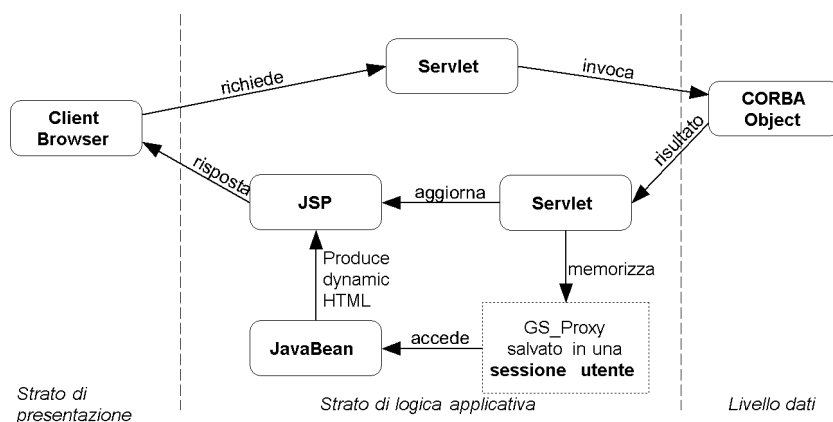 Servlet
richiede
invoca
Client
Browser
CORBA
Object
risultato
risposta
JSP
aggiorna
Servlet
Produce
dynamic
HTML
memorizza
JavaBean
accede
GS_Proxy
salvato in una
sessione utente
Strato di
presentazione
Strato di logica applicativa
Livello dati